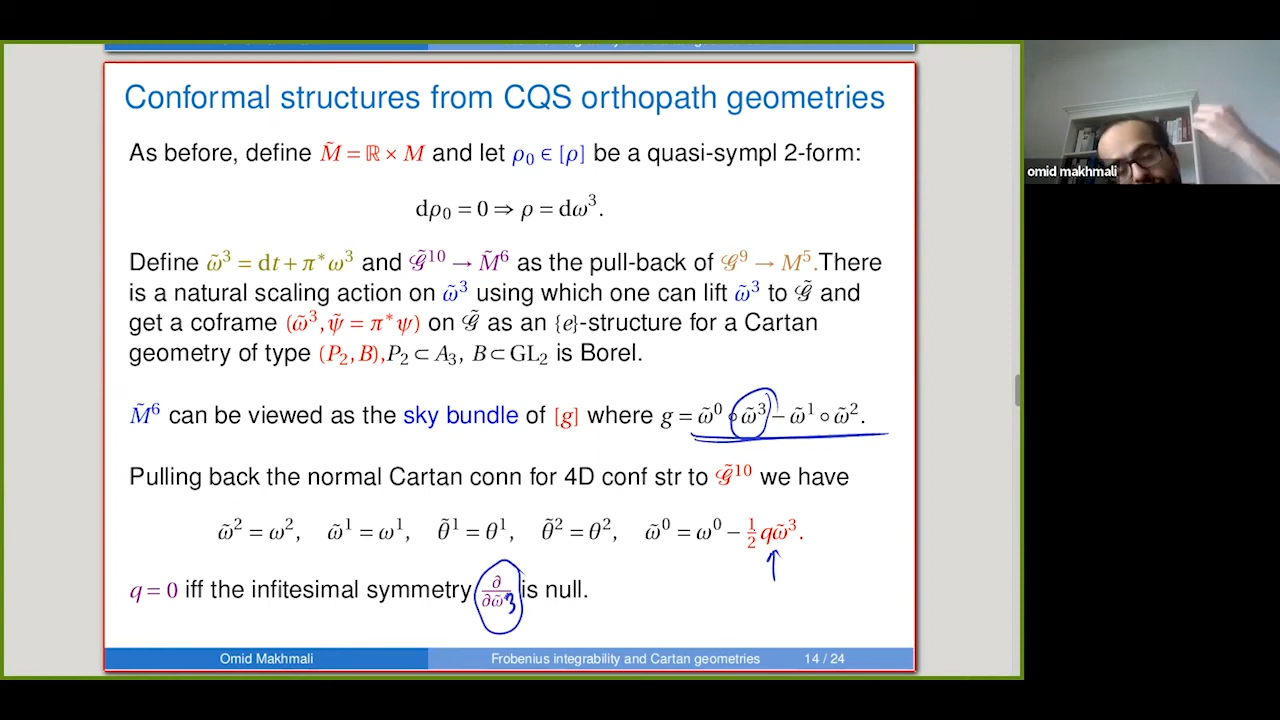 Conformal structures from CQS orthopath geometries
As before, define M̃ = ℝ × M and let ρ₀ ∈ [ρ] be a quasi-sympl 2-form:
dρ₀ = 0 ⇒ ρ = dω³.
Define ω̃³ = dt + π*ω³ and 𝒢̃¹⁰ → M̃⁶ as the pull-back of 𝒢⁹ → M⁵.There
is a natural scaling action on ω̃³ using which one can lift ω̃³ to 𝒢̃ and
get a coframe (ω̃³, ψ̃ = π*ψ) on 𝒢̃ as an {e}-structure for a Cartan
geometry of type (P₂, B), P₂ ⊂ A₃, B ⊂ GL₂ is Borel.
M̃⁶ can be viewed as the sky bundle of [g] where g = ω̃⁰ ∘ ω̃³ − ω̃¹ ∘ ω̃².
Pulling back the normal Cartan conn for 4D conf str to 𝒢̃¹⁰ we have
ω̃² = ω², ω̃¹ = ω¹, θ̃¹ = θ¹, θ̃² = θ², ω̃⁰ = ω⁰ − ½qω̃³.
q = 0 iff the infitesimal symmetry ∂/∂ω̃³ is null.
Omid Makhmali Frobenius integrability and Cartan geometries 14 / 24
omid makhmali